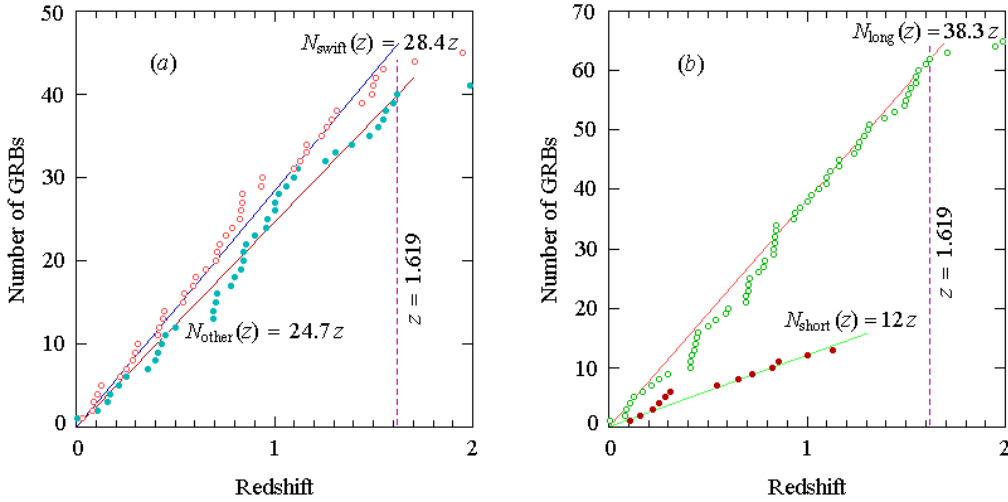 50
40
30
20
10
0
Number of GRBs
(a)
N_swift(z) = 28.4z
N_other(z) = 24.7z
z = 1.619
0
1
2
Redshift
70
60
50
40
30
20
10
0
Number of GRBs
(b)
N_long(z) = 38.3z
N_short(z) = 12z
z = 1.619
0
1
2
Redshift